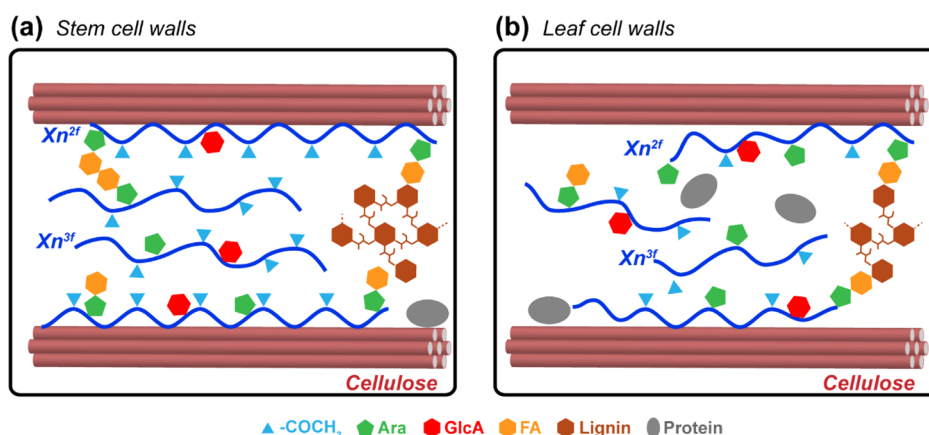 (a) Stem cell walls
Xn2f
Xn3f
Cellulose
(b) Leaf cell walls
Xn2f
Xn3f
Cellulose
-COCH3 Ara GlcA FA Lignin Protein